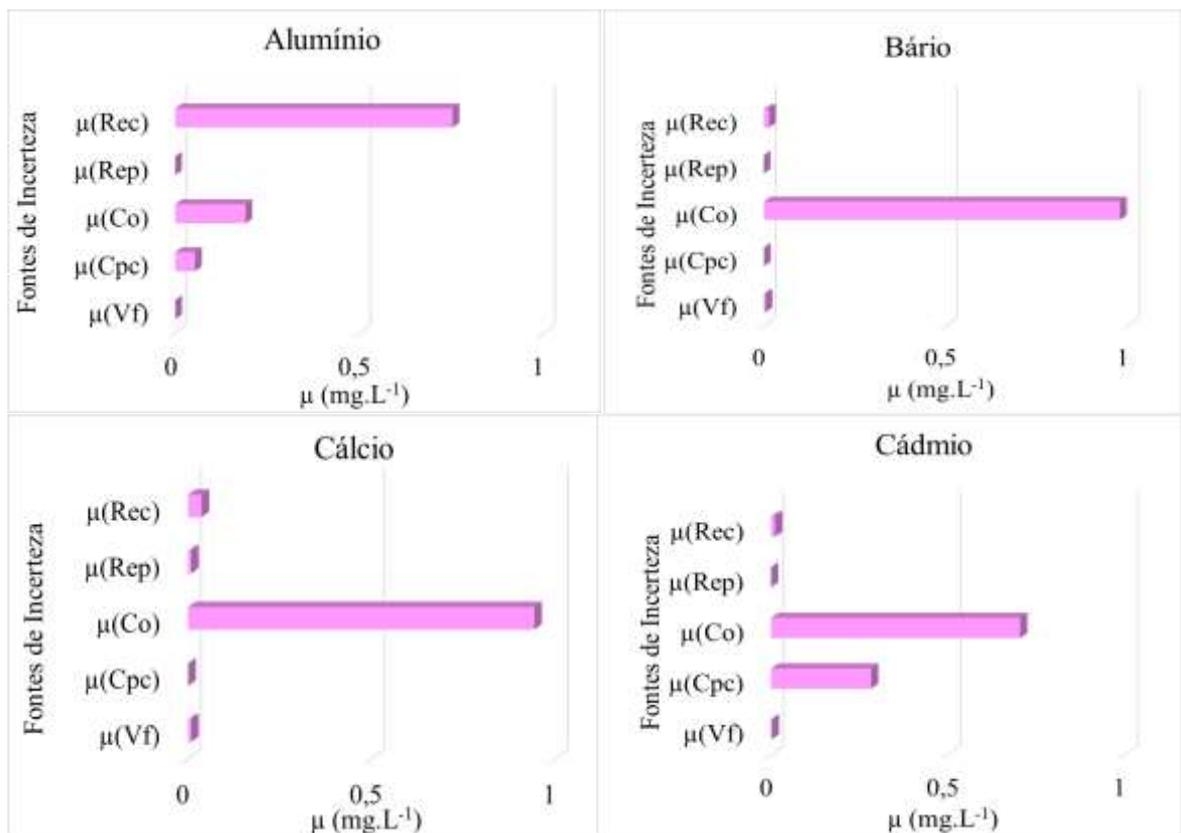 Alumínio
Fontes de Incerteza
µ(Rec)
µ(Rep)
µ(Co)
µ(Cpc)
µ(Vf)
0 0,5 1
µ (mg.L⁻¹)
Bário
Fontes de Incerteza
µ(Rec)
µ(Rep)
µ(Co)
µ(Cpc)
µ(Vf)
0 0,5 1
µ (mg.L⁻¹)
Cálcio
Fontes de Incerteza
µ(Rec)
µ(Rep)
µ(Co)
µ(Cpc)
µ(Vf)
0 0,5 1
µ (mg.L⁻¹)
Cádmio
Fontes de Incerteza
µ(Rec)
µ(Rep)
µ(Co)
µ(Cpc)
µ(Vf)
0 0,5 1
µ (mg.L⁻¹)